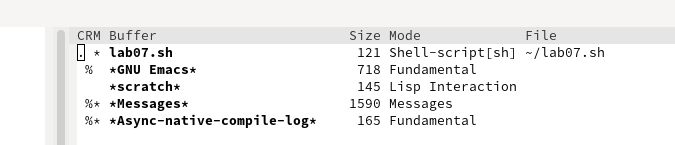 CRM Buffer                         Size Mode             File
. * lab07.sh                        121 Shell-script[sh] ~/lab07.sh
 %  *GNU Emacs*                     718 Fundamental
    *scratch*                       145 Lisp Interaction
 %* *Messages*                     1590 Messages
 %* *Async-native-compile-log*      165 Fundamental